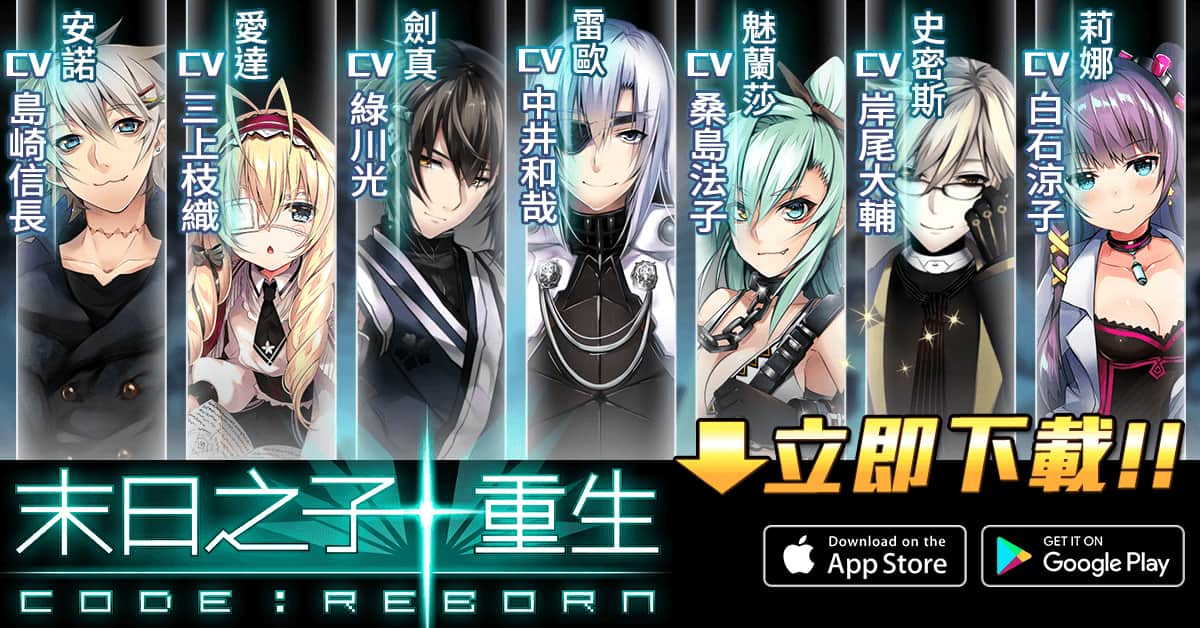 安諾
CV 島崎信長
愛達
CV 三上枝織
劍真
CV 綠川光
雷歐
CV 中井和哉
魅蘭莎
CV 桑島法子
史密斯
CV 岸尾大輔
莉娜
CV 白石涼子
立即下載!!
末日之子 重生
CODE:REBORN
Download on the
App Store
GET IT ON
Google Play